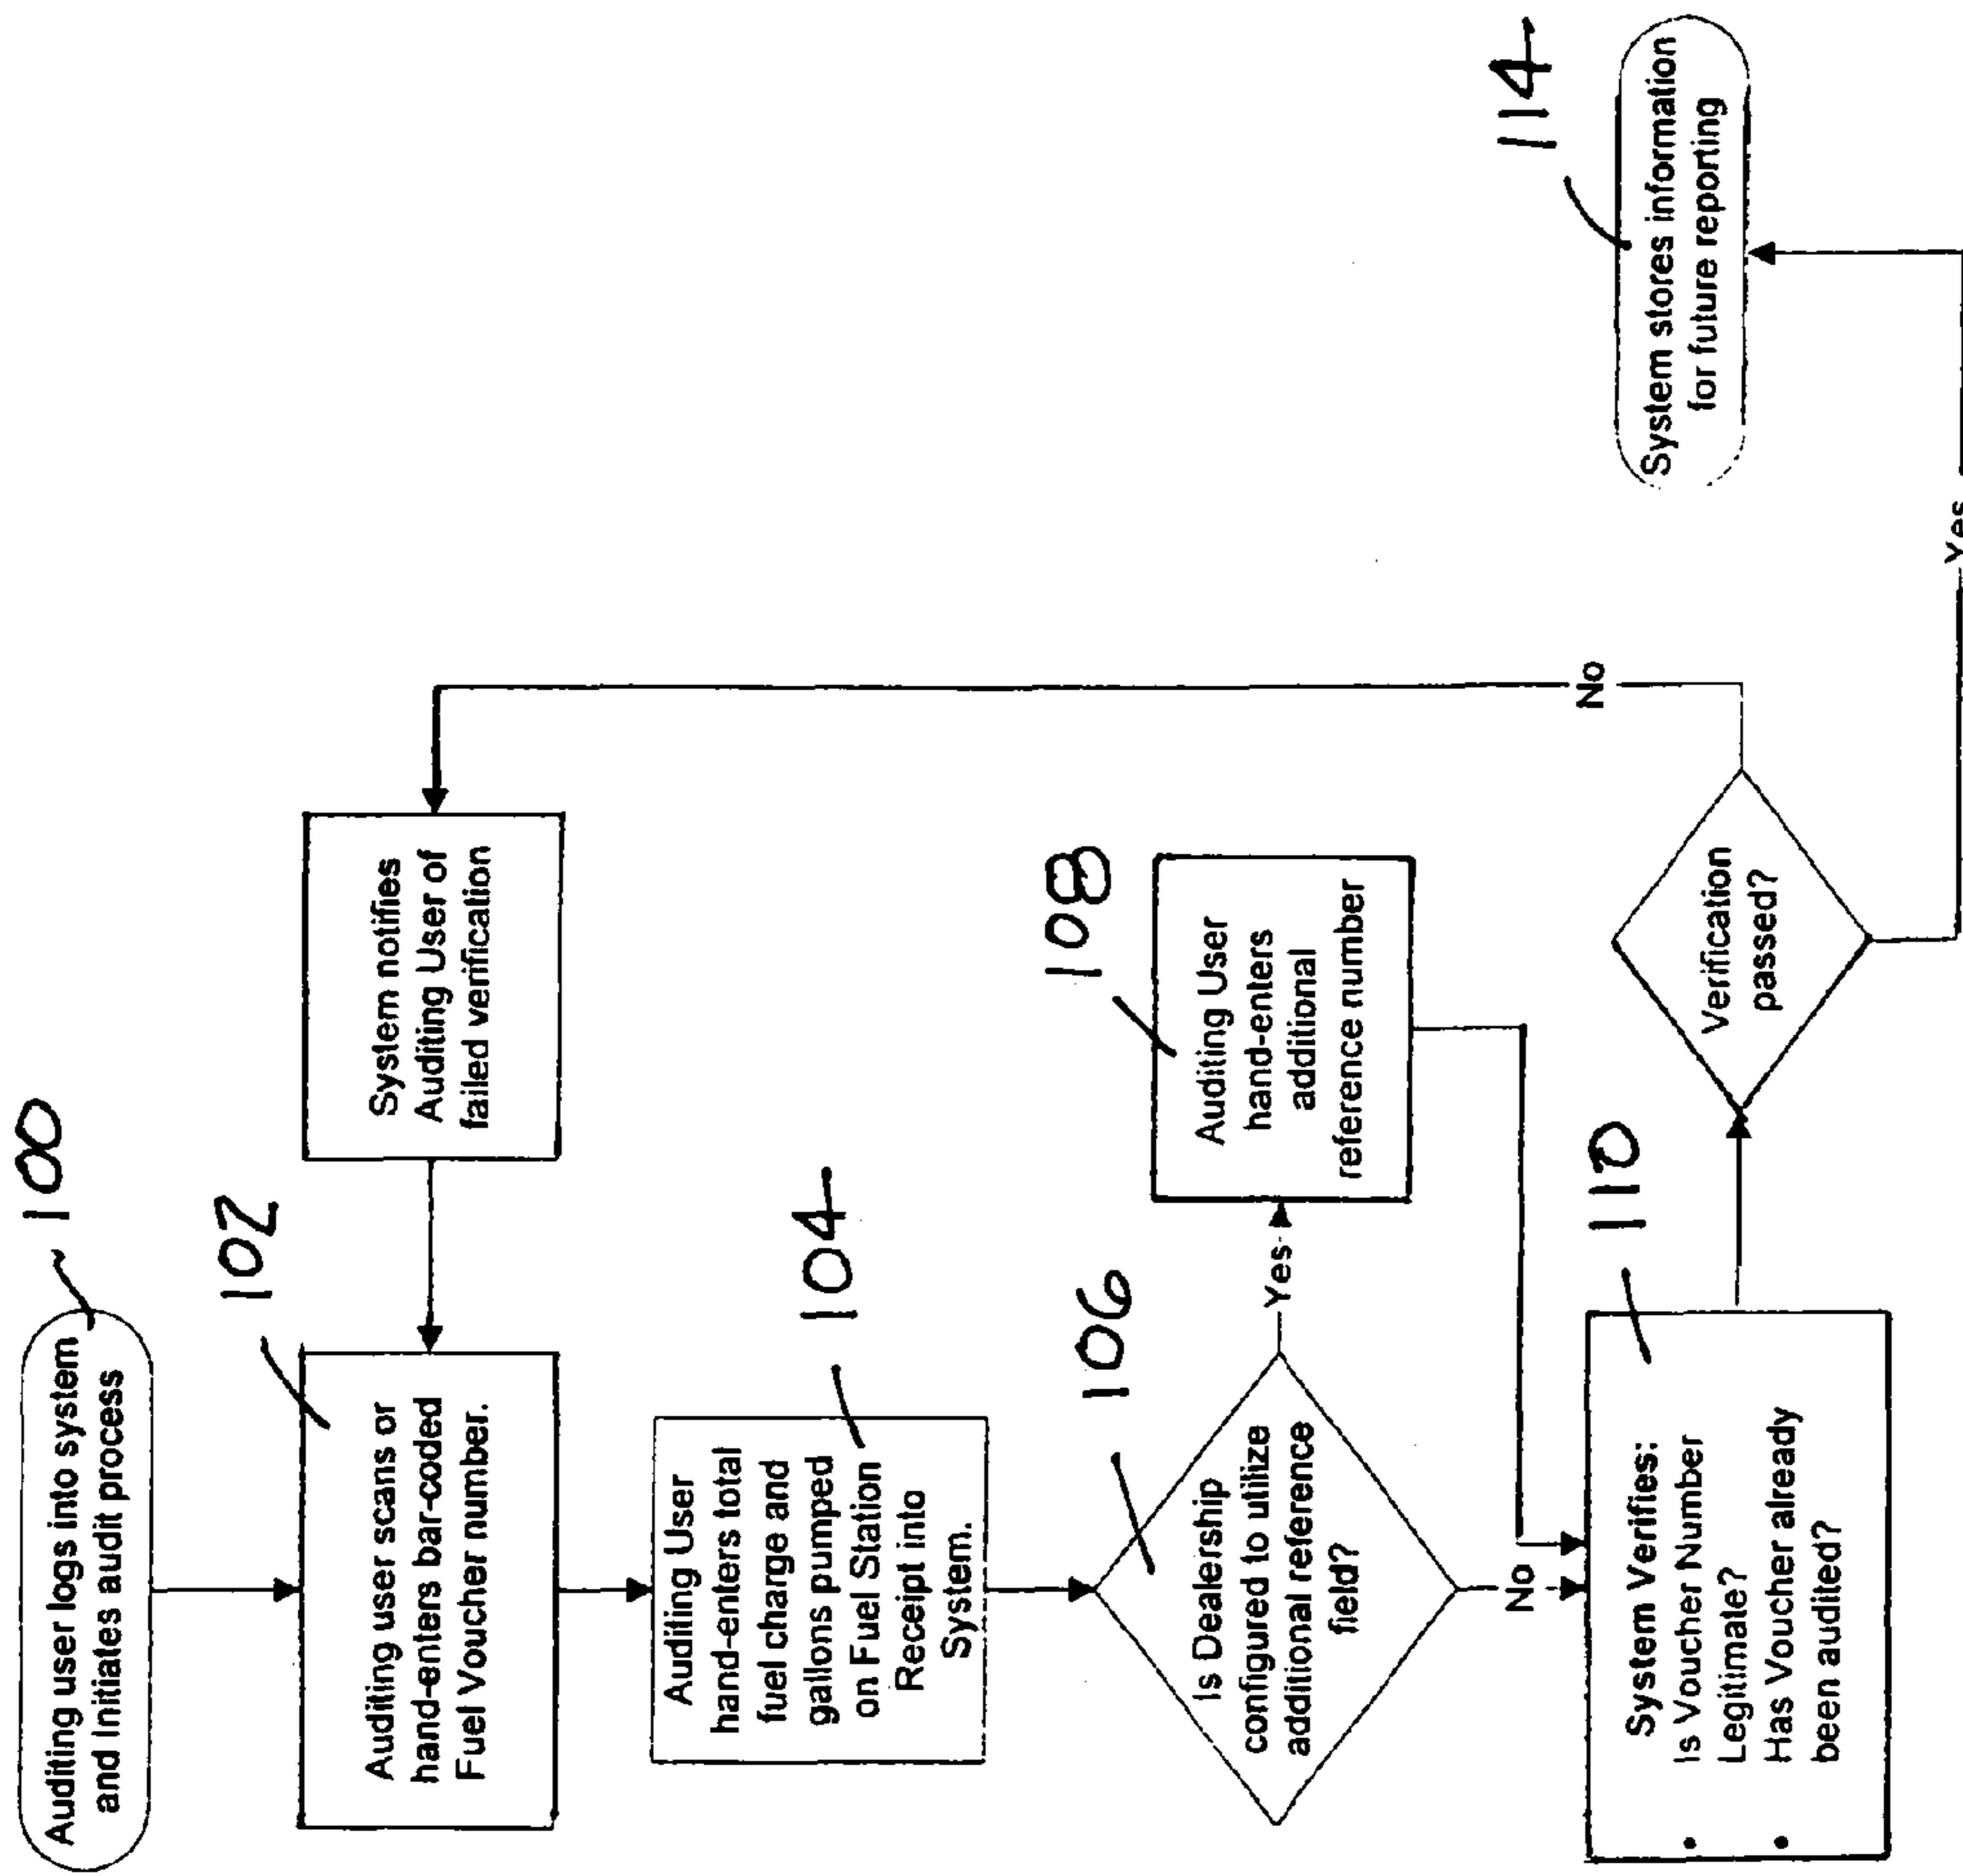 100
Auditing user logs into system
and Initiates audit process
102
Auditing user scans or
hand-enters bar-coded
Fuel Voucher number.
System notifies
Auditing User of
failed verification
104
Auditing User
hand-enters total
fuel charge and
gallons pumped
on Fuel Station
Receipt into
System.
106
Is Dealership
configured to utilize
additional reference
field?
Yes
No
108
Auditing User
hand-enters
additional
reference number
110
System Verifies:
• Is Voucher Number
Legitimate?
• Has Voucher already
been audited?
Verification
passed?
No
Yes
114
System stores information
for future reporting